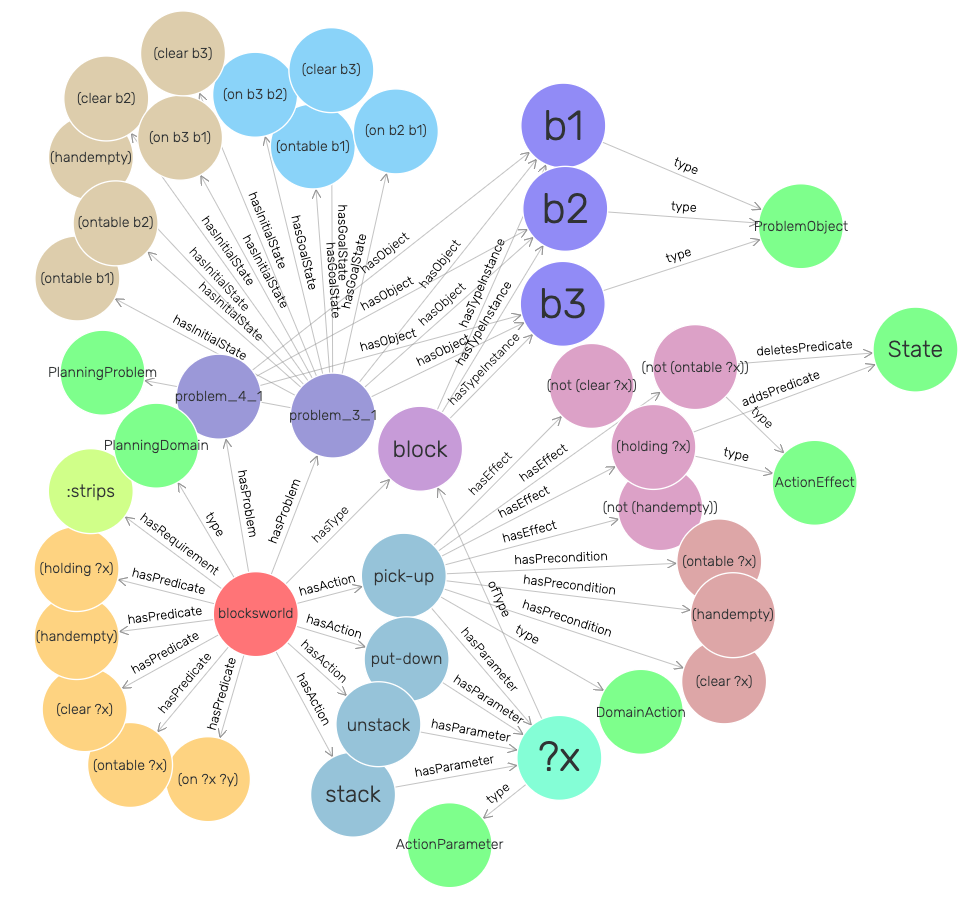 (clear b3)
(clear b3)
(on b3 b2)
(clear b2)
b1
(on b3 b1)
(on b2 b1)
(ontable b1)
(handempty)
type
b2
type
ProblemObject
(ontable b2)
hasInitialState
hasInitialState
hasInitialState
hasInitialState
hasInitialState
hasInitialState
hasGoalState
hasGoalState
hasGoalState
hasGoalState
hasObject
hasObject
hasObject
hasObject
hasObject
hasObject
hasTypeInstance
hasTypeInstance
hasTypeInstance
type
(ontable b1)
b3
State
deletesPredicate
PlanningProblem
(not (ontable ?x))
(not (clear ?x))
addsPredicate
problem_4_1
problem_3_1
type
PlanningDomain
block
(holding ?x)
type
ActionEffect
:strips
hasProblem
hasProblem
hasType
hasEffect
hasEffect
hasEffect
hasEffect
(not (handempty))
type
hasRequirement
hasPrecondition
hasPrecondition
hasPrecondition
(ontable ?x)
(holding ?x)
hasPredicate
hasAction
pick-up
ofType
blocksworld
(handempty)
hasPredicate
hasAction
(handempty)
type
hasPredicate
hasAction
put-down
hasParameter
(clear ?x)
hasPredicate
hasPredicate
hasAction
hasParameter
(clear ?x)
DomainAction
unstack
hasParameter
(ontable ?x)
(on ?x ?y)
stack
hasParameter
?x
type
ActionParameter